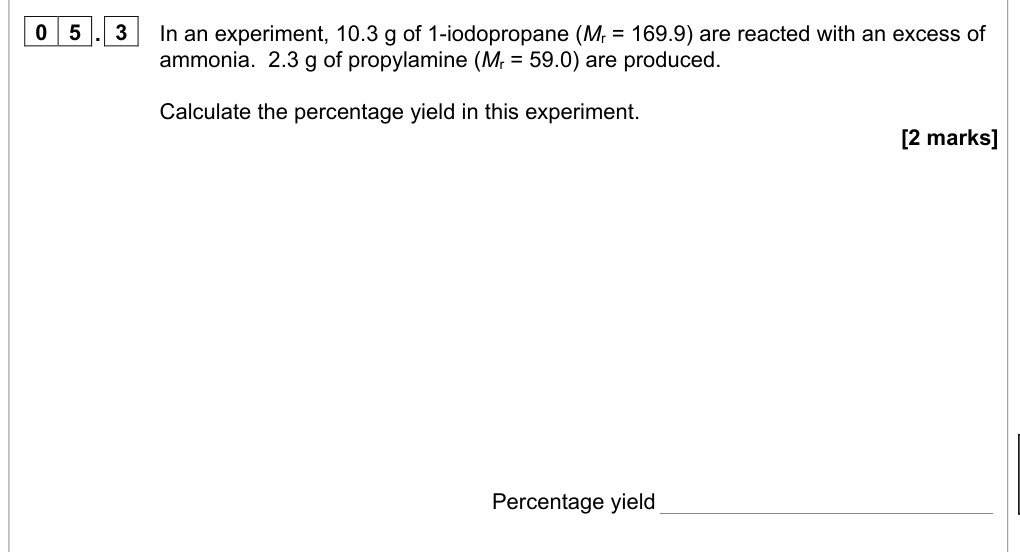 0 5 . 3 In an experiment, 10.3 g of 1-iodopropane (Mr = 169.9) are reacted with an excess of
ammonia. 2.3 g of propylamine (Mr = 59.0) are produced.
Calculate the percentage yield in this experiment.
[2 marks]
Percentage yield